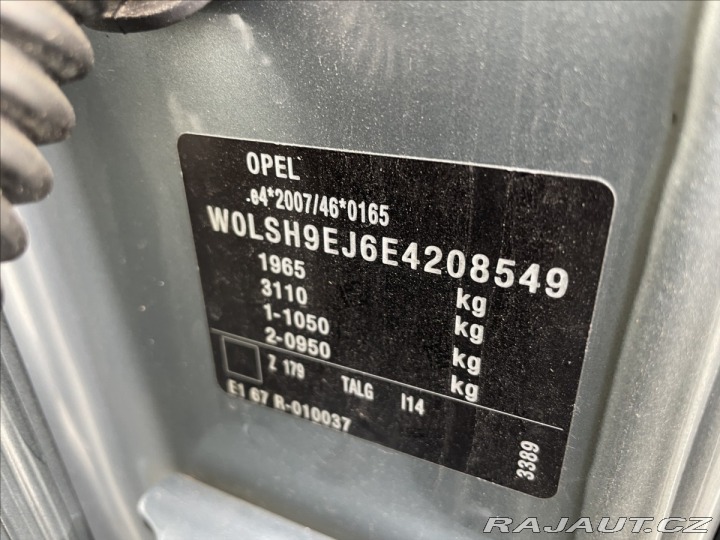 OPEL
e4*2007/46*0165
W0LSH9EJ6E4208549
1965 kg
3110 kg
1-1050 kg
2-0950 kg
Z 179 TALG I14
E1 67 R-010037
3389
RAJAUT.CZ